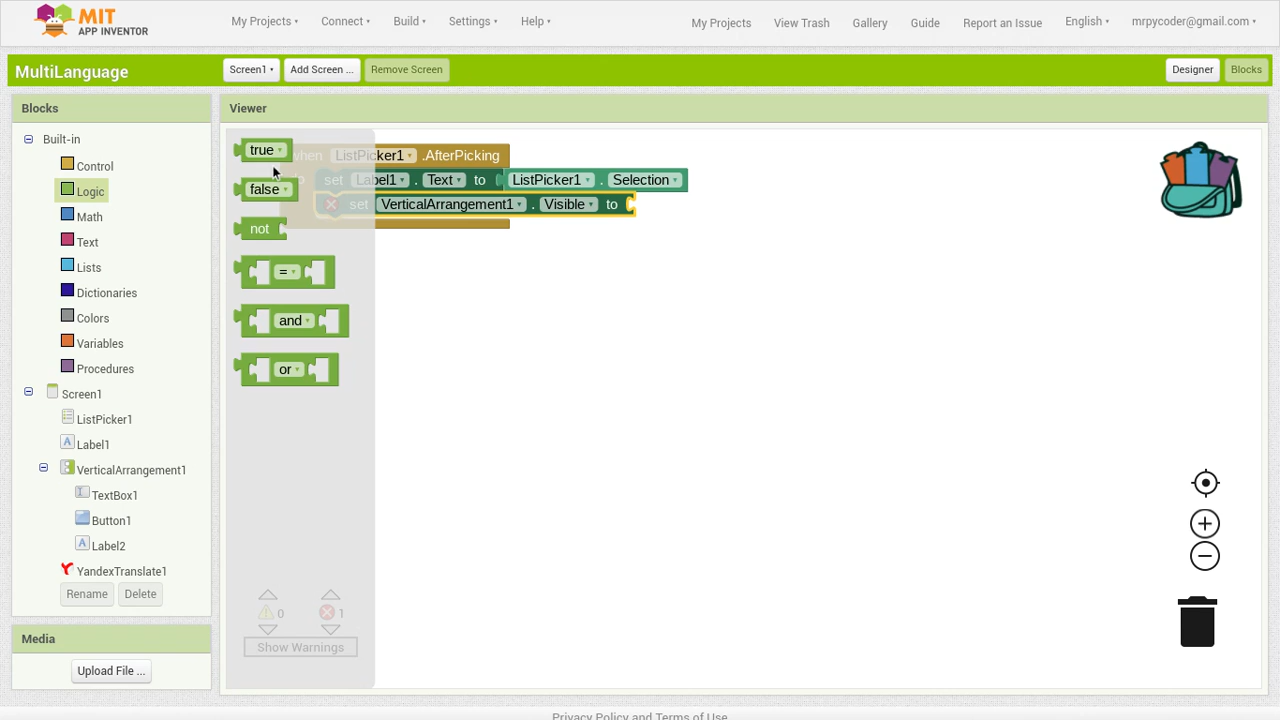 MIT
APP INVENTOR
My Projects Connect Build Settings Help My Projects View Trash Gallery Guide Report an Issue English mrpycoder@gmail.com
MultiLanguage Screen1 Add Screen ... Remove Screen Designer Blocks
Blocks
Viewer
Built-in
Control
Logic
Math
Text
Lists
Dictionaries
Colors
Variables
Procedures
Screen1
ListPicker1
Label1
VerticalArrangement1
TextBox1
Button1
Label2
YandexTranslate1
Rename Delete
Media
Upload File ...
true
false
not
=
and
or
when ListPicker1 .AfterPicking
set Label1 . Text to ListPicker1 . Selection
set VerticalArrangement1 . Visible to
0 1
Show Warnings
Privacy Policy and Terms of Use